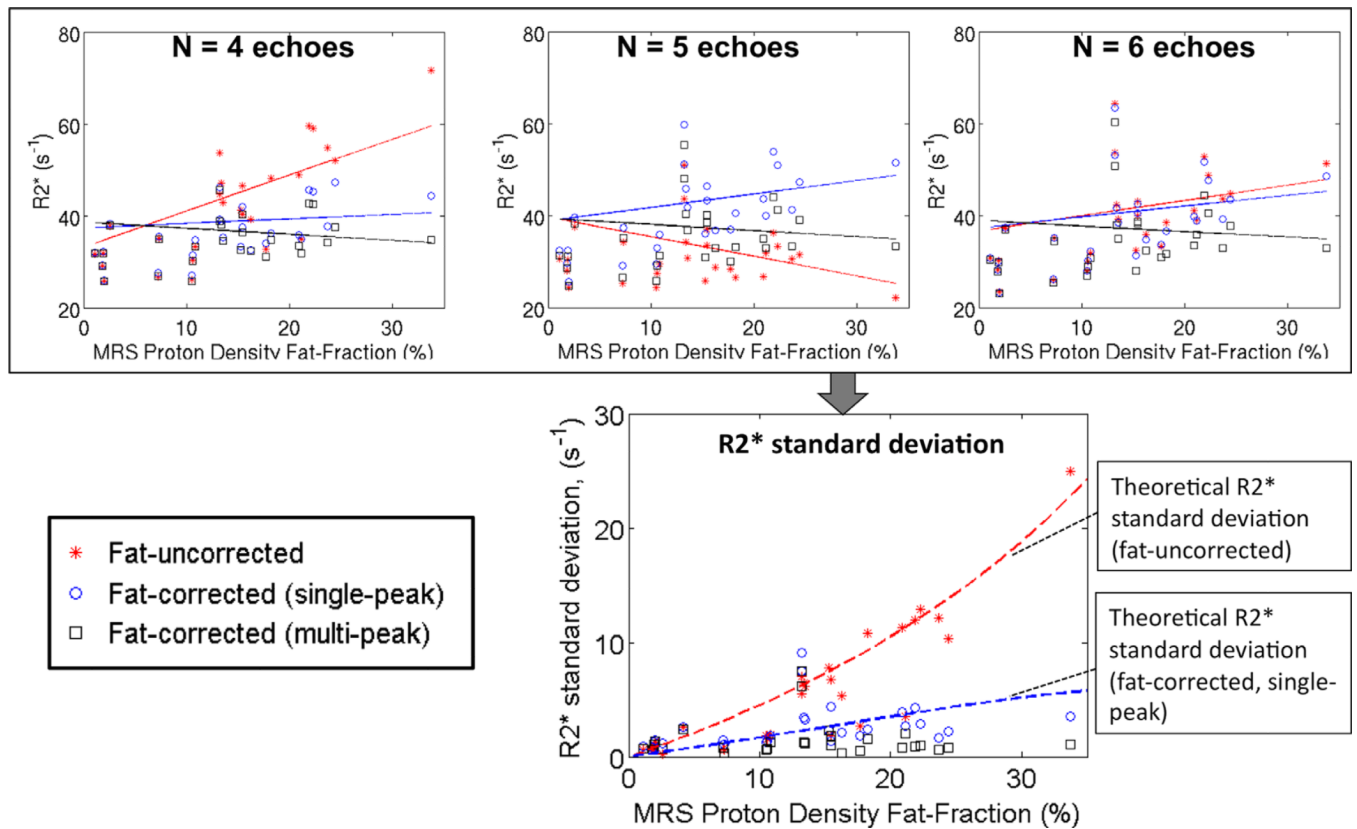 N = 4 echoes
80
60
40
20
R2* (s⁻¹)
0
10
20
30
MRS Proton Density Fat-Fraction (%)
N = 5 echoes
80
60
40
20
R2* (s⁻¹)
0
10
20
30
MRS Proton Density Fat-Fraction (%)
N = 6 echoes
80
60
40
20
R2* (s⁻¹)
0
10
20
30
MRS Proton Density Fat-Fraction (%)
Fat-uncorrected
Fat-corrected (single-peak)
Fat-corrected (multi-peak)
R2* standard deviation
30
20
10
0
R2* standard deviation, (s⁻¹)
0
10
20
30
MRS Proton Density Fat-Fraction (%)
Theoretical R2*
standard deviation
(fat-uncorrected)
Theoretical R2*
standard deviation
(fat-corrected, single-
peak)